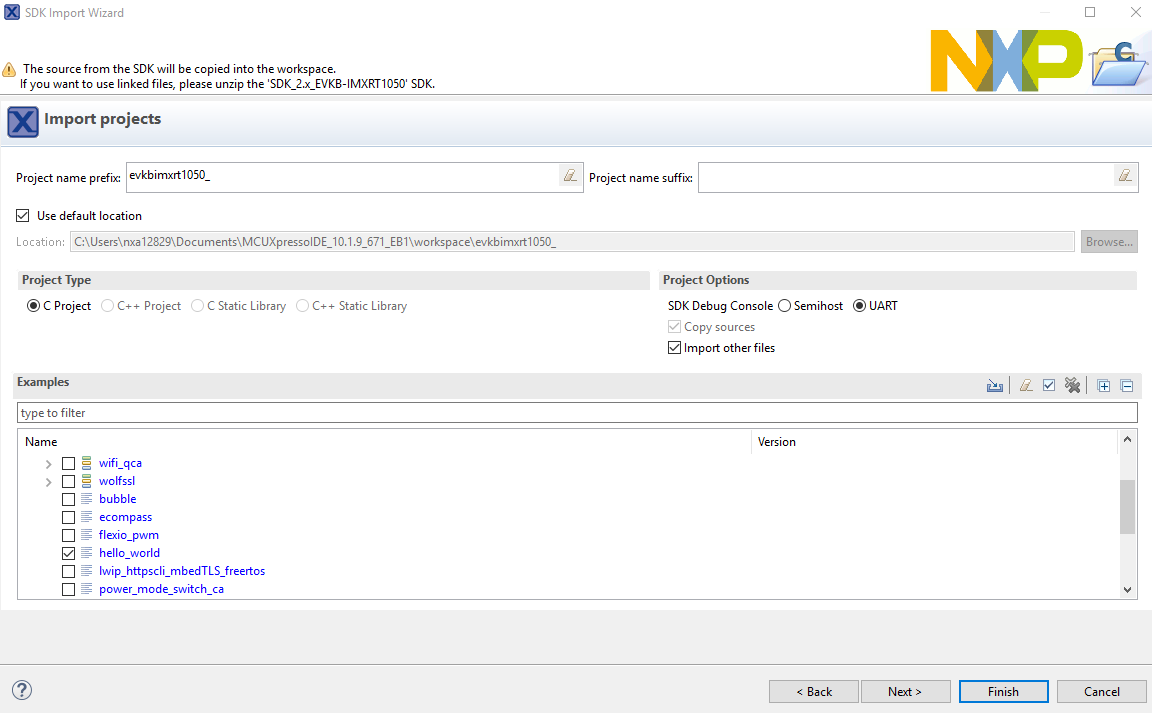 SDK Import Wizard
The source from the SDK will be copied into the workspace.
If you want to use linked files, please unzip the 'SDK_2.x_EVKB-IMXRT1050' SDK.
NXP
C
X Import projects
Project name prefix: evkbimxrt1050_ Project name suffix:
Use default location
Location: C:\Users\nxa12829\Documents\MCUXpressoIDE_10.1.9_671_EB1\workspace\evkbimxrt1050_ Browse...
Project Type Project Options
C Project C++ Project C Static Library C++ Static Library SDK Debug Console Semihost UART
Copy sources
Import other files
Examples
type to filter
Name Version
wifi_qca
wolfssl
bubble
ecompass
flexio_pwm
hello_world
lwip_httpscli_mbedTLS_freertos
power_mode_switch_ca
? < Back Next > Finish Cancel